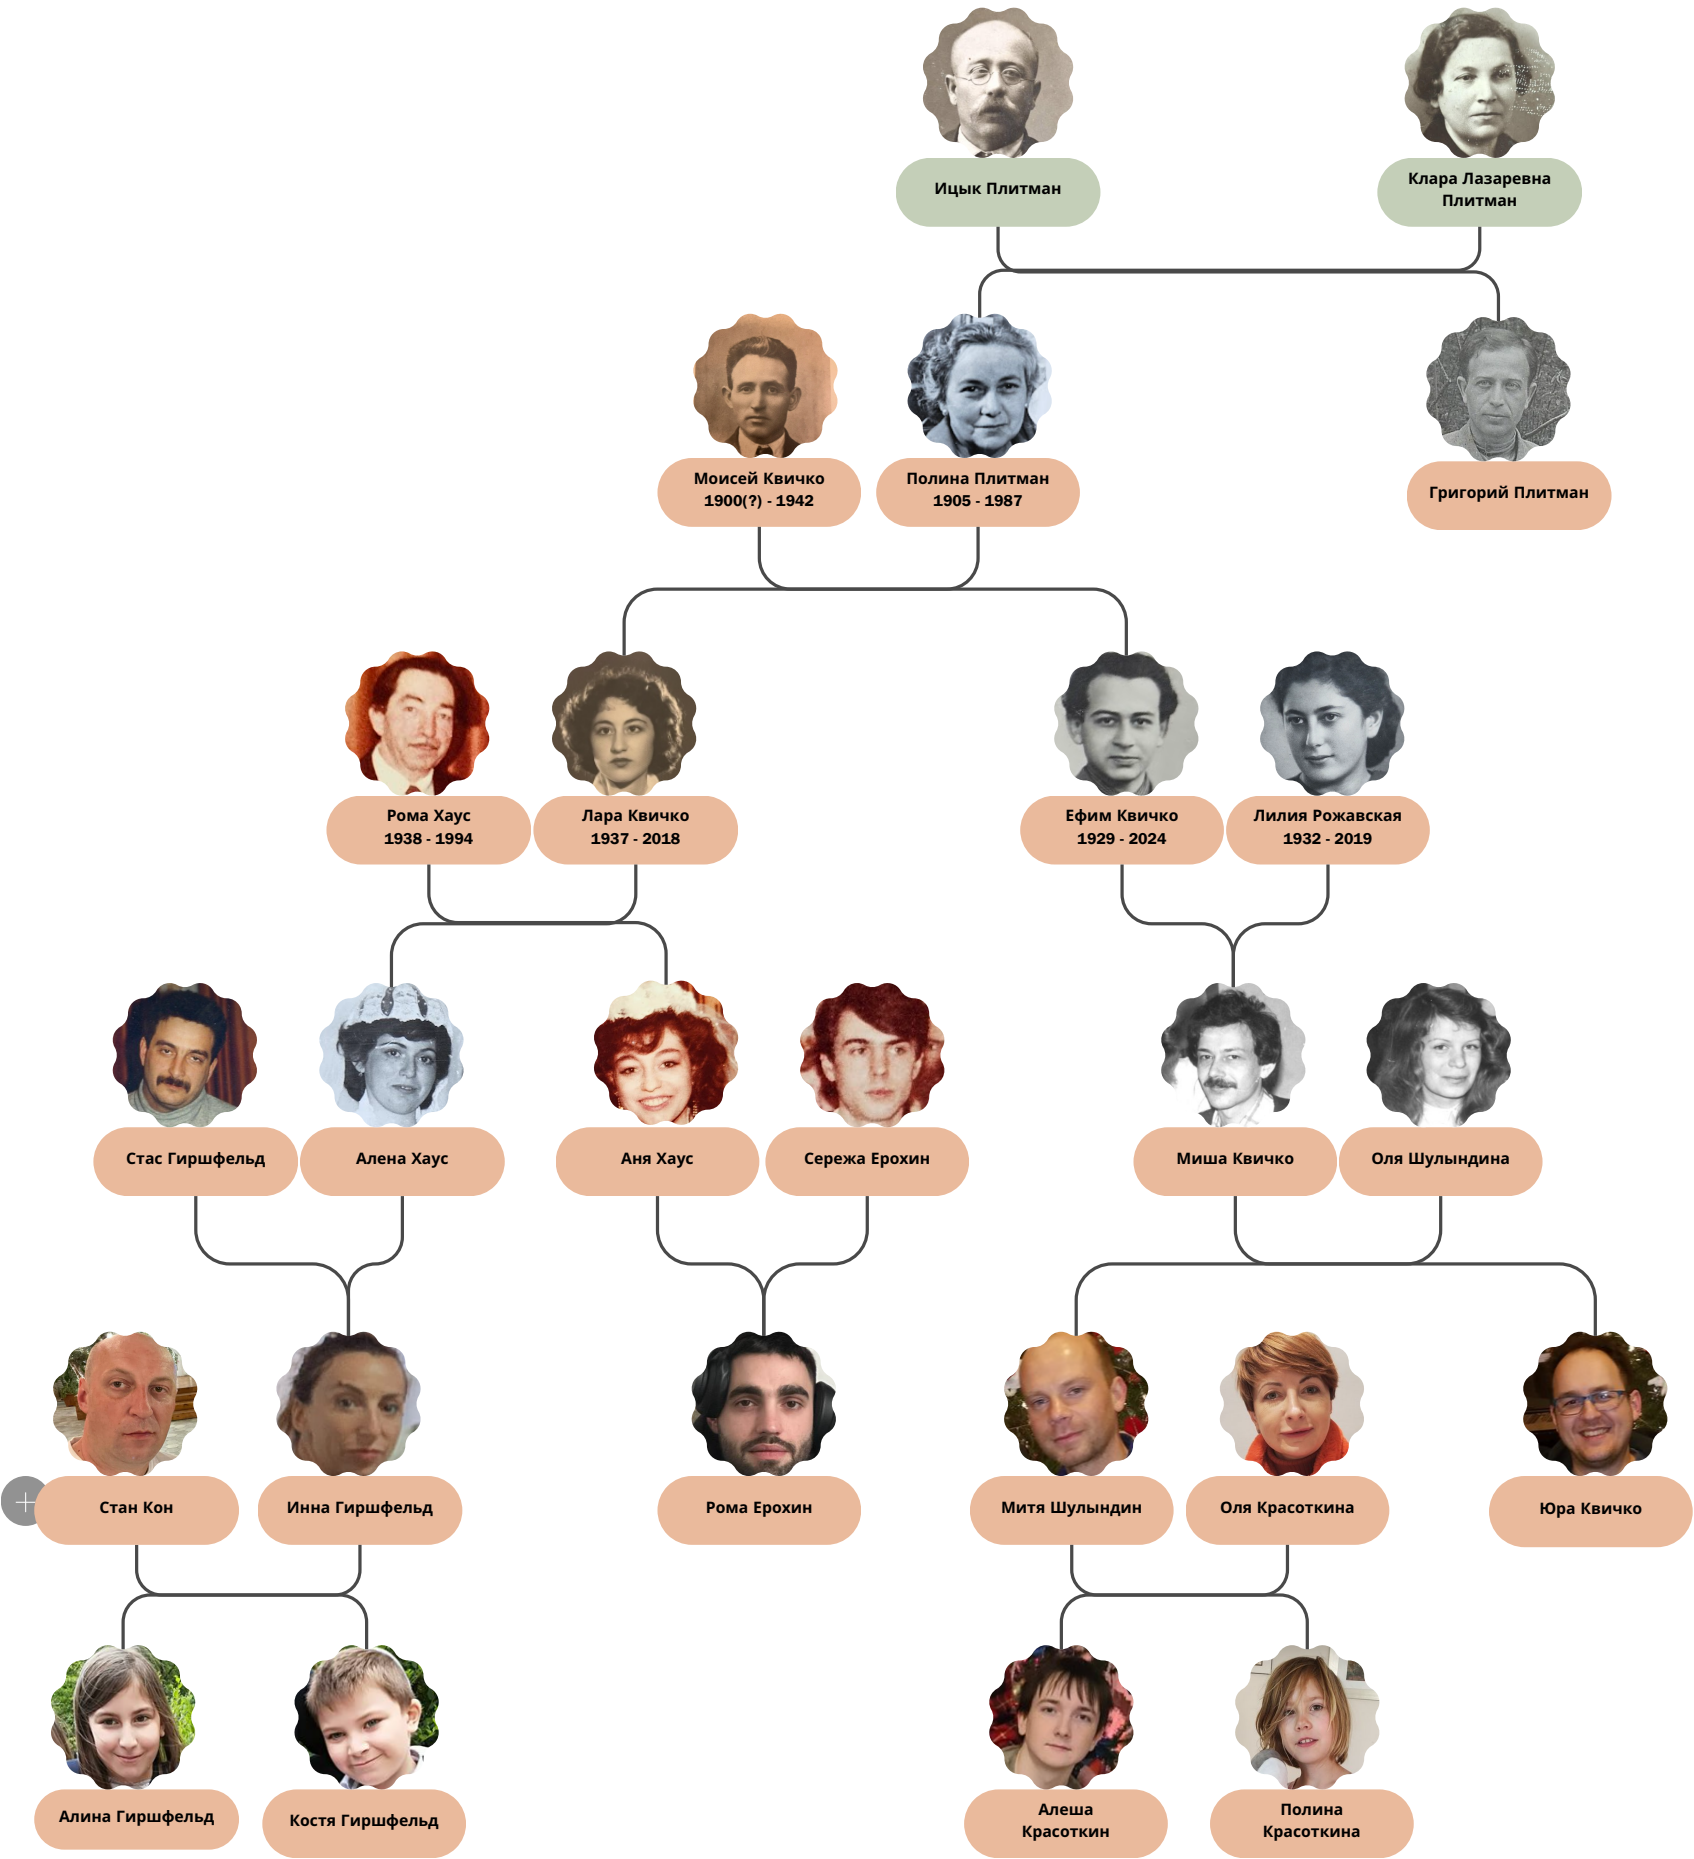 Ицык Плитман
Клара Лазаревна
Плитман
Моисей Квичко
1900(?) - 1942
Полина Плитман
1905 - 1987
Григорий Плитман
Рома Хаус
1938 - 1994
Лара Квичко
1937 - 2018
Ефим Квичко
1929 - 2024
Лилия Рожавская
1932 - 2019
Стас Гиршфельд
Алена Хаус
Аня Хаус
Сережа Ерохин
Миша Квичко
Оля Шулындина
Стан Кон
Инна Гиршфельд
Рома Ерохин
Митя Шулындин
Оля Красоткина
Юра Квичко
Алина Гиршфельд
Костя Гиршфельд
Алеша
Красоткин
Полина
Красоткина